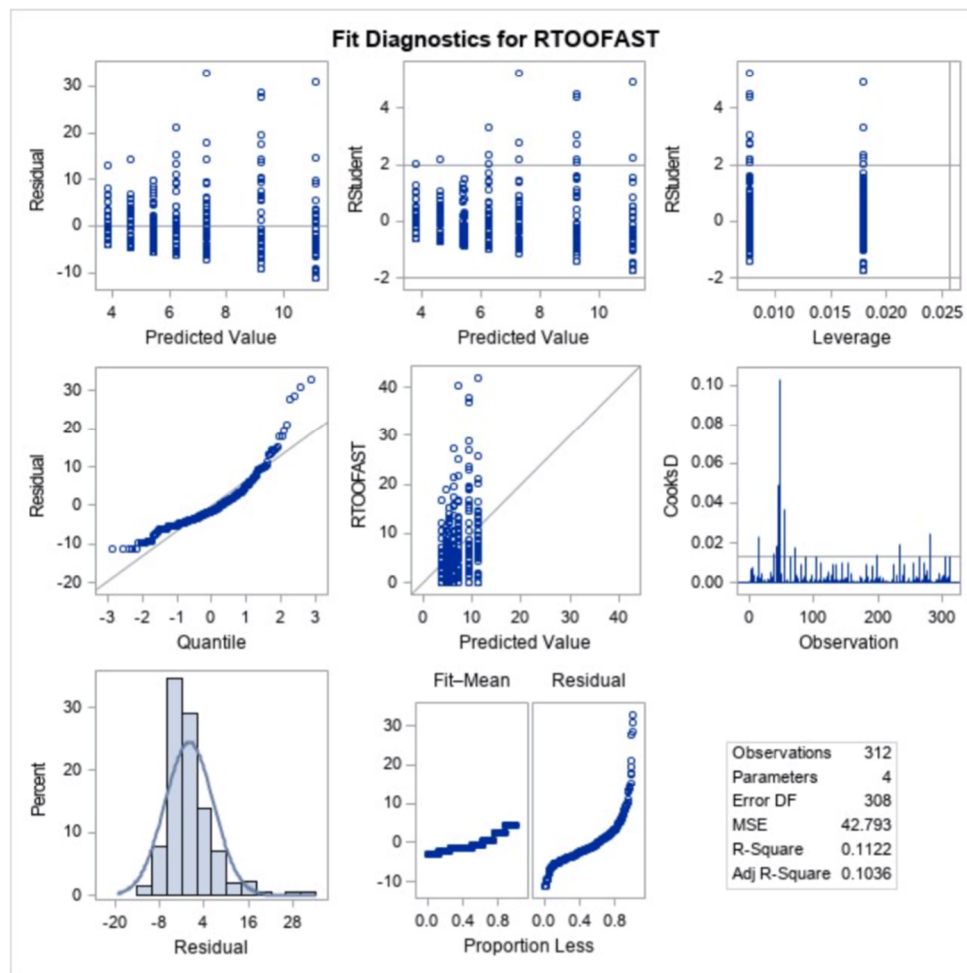 Fit Diagnostics for RTOOFAST
Residual
30
20
10
0
-10
4 6 8 10
Predicted Value
RStudent
4
2
0
-2
4 6 8 10
Predicted Value
RStudent
4
2
0
-2
0.010 0.015 0.020 0.025
Leverage
Residual
30
20
10
0
-10
-20
-3 -2 -1 0 1 2 3
Quantile
RTOOFAST
40
30
20
10
0
0 10 20 30 40
Predicted Value
Cook's D
0.10
0.08
0.06
0.04
0.02
0.00
0 100 200 300
Observation
Percent
30
20
10
0
-20 -8 4 16 28
Residual
Fit–Mean Residual
30
20
10
0
-10
0.0 0.4 0.8 0.0 0.4 0.8
Proportion Less
Observations 312
Parameters 4
Error DF 308
MSE 42.793
R-Square 0.1122
Adj R-Square 0.1036